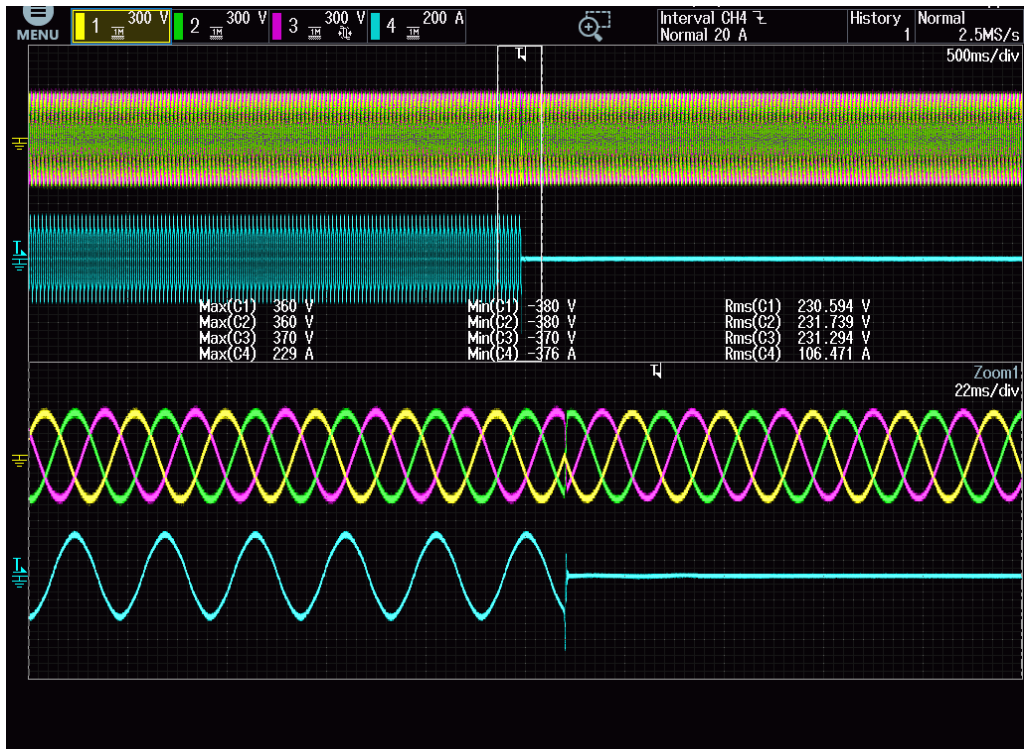 MENU
1 1M 300 V
2 1M 300 V
3 1M 300 V
4 1M 200 A
Interval CH4
Normal 20 A
History
1
Normal
2.5MS/s
500ms/div
T
T
Max(C1) 360 V Min(C1) -380 V Rms(C1) 230.594 V
Max(C2) 360 V Min(C2) -380 V Rms(C2) 231.739 V
Max(C3) 370 V Min(C3) -370 V Rms(C3) 231.294 V
Max(C4) 229 A Min(C4) -376 A Rms(C4) 106.471 A
T
Zoom1
22ms/div
T